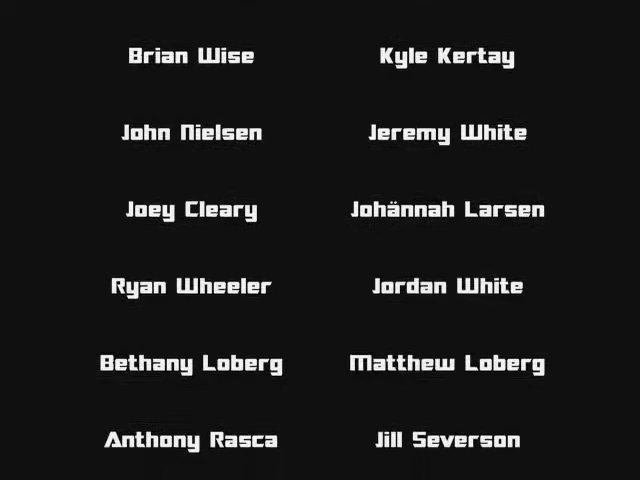 Brian Wise
Kyle Kertay
John Nielsen
Jeremy White
Joey Cleary
Johännah Larsen
Ryan Wheeler
Jordan White
Bethany Loberg
Matthew Loberg
Anthony Rasca
Jill Severson